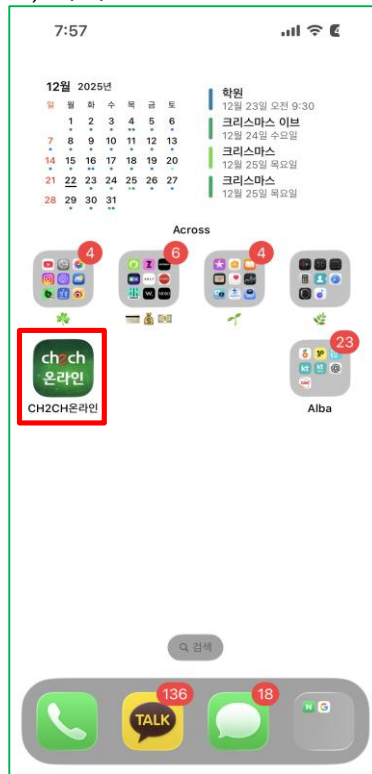 7:57
12월 2025년
일 월 화 수 목 금 토
1 2 3 4 5 6
7 8 9 10 11 12 13
14 15 16 17 18 19 20
21 22 23 24 25 26 27
28 29 30 31
학원
12월 23일 오전 9:30
크리스마스 이브
12월 24일 수요일
크리스마스
12월 25일 목요일
크리스마스
12월 25일 목요일
Across
4 6 4
ch2ch
온라인
CH2CH온라인
23
kt kt @
Alba
검색
136 18
TALK
N G